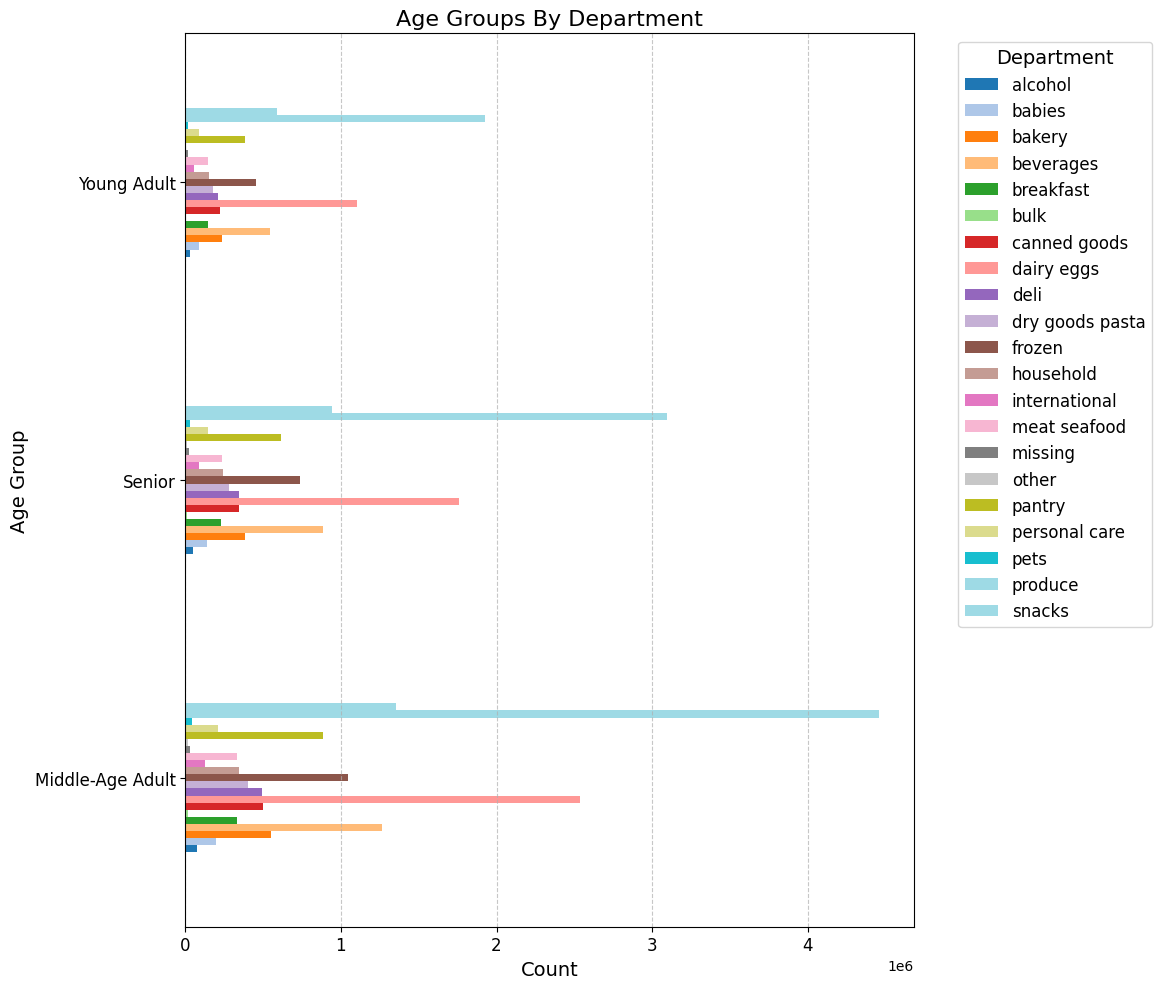 Age Groups By Department
Age Group
Young Adult
Senior
Middle-Age Adult
0
1
2
3
4
1e6
Count
Department
alcohol
babies
bakery
beverages
breakfast
bulk
canned goods
dairy eggs
deli
dry goods pasta
frozen
household
international
meat seafood
missing
other
pantry
personal care
pets
produce
snacks